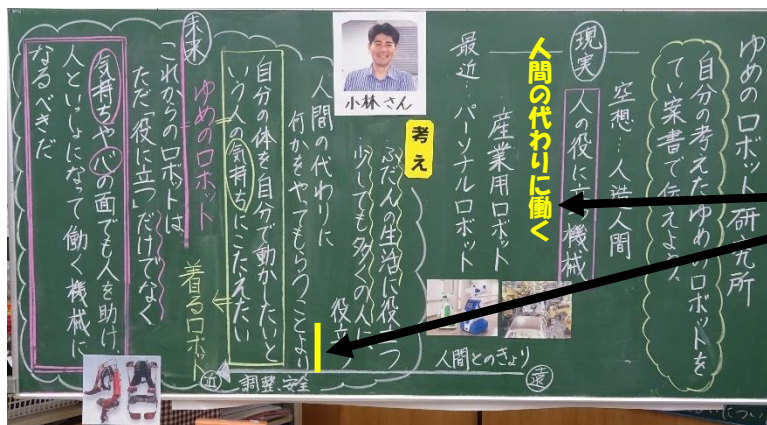 ゆめのロボット研究所
自分の考えたゆめのロボットを
てい案書で伝えよう。
空想…人造人間
現実
人の役に
機械
人間の代わりに働く
産業用ロボット
最近…パーソナルロボット
小林さん
考え
ふだんの生活に役立つ
少しでも多くの人に、
役立
人間の代わりに
何かをやってもらうことより
自分の体を自分で動かしたいと
いう人の気持ちにこたえたい
着るロボット
ゆめのロボット
未来
これからのロボットは、
ただ「役に立つ」だけでなく
気持ちや心の面でも人を助け、
人といっしょになって働く機械に
なるべきだ
人間とのきょり
遠
近
調整・安全